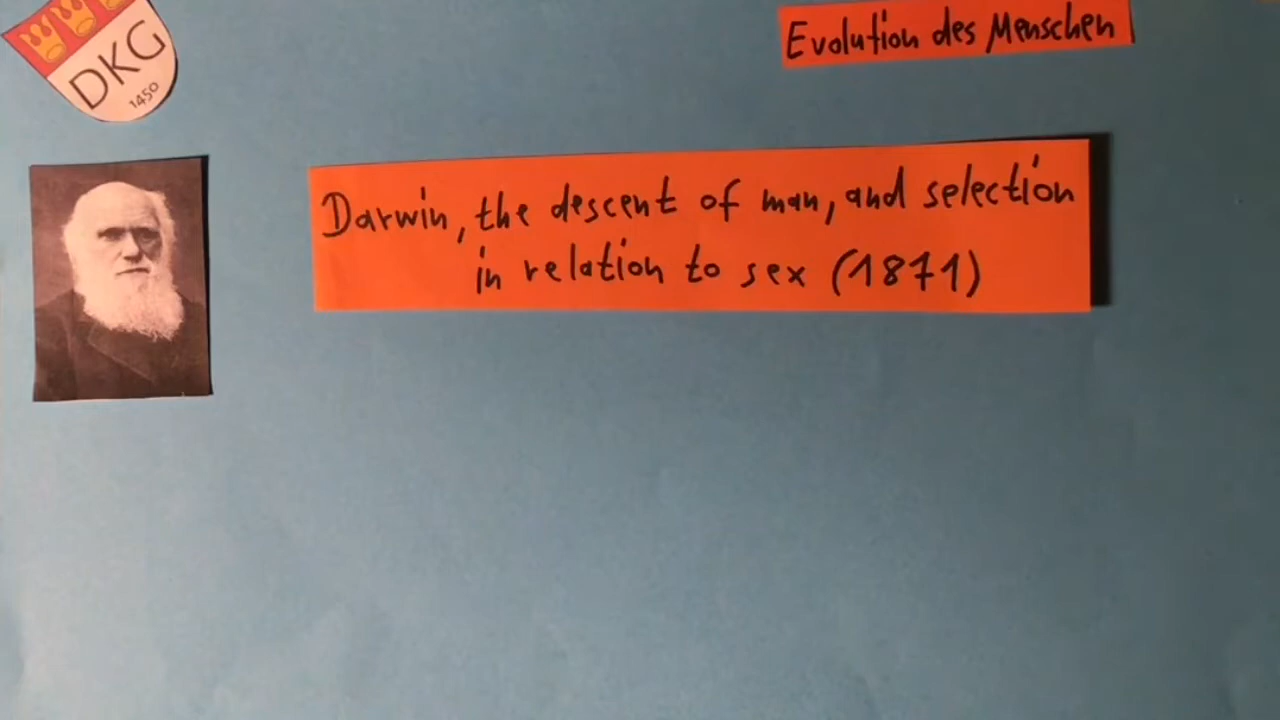 DKG
1450
Evolution des Menschen
Darwin, the descent of man, and selection
in relation to sex (1871)